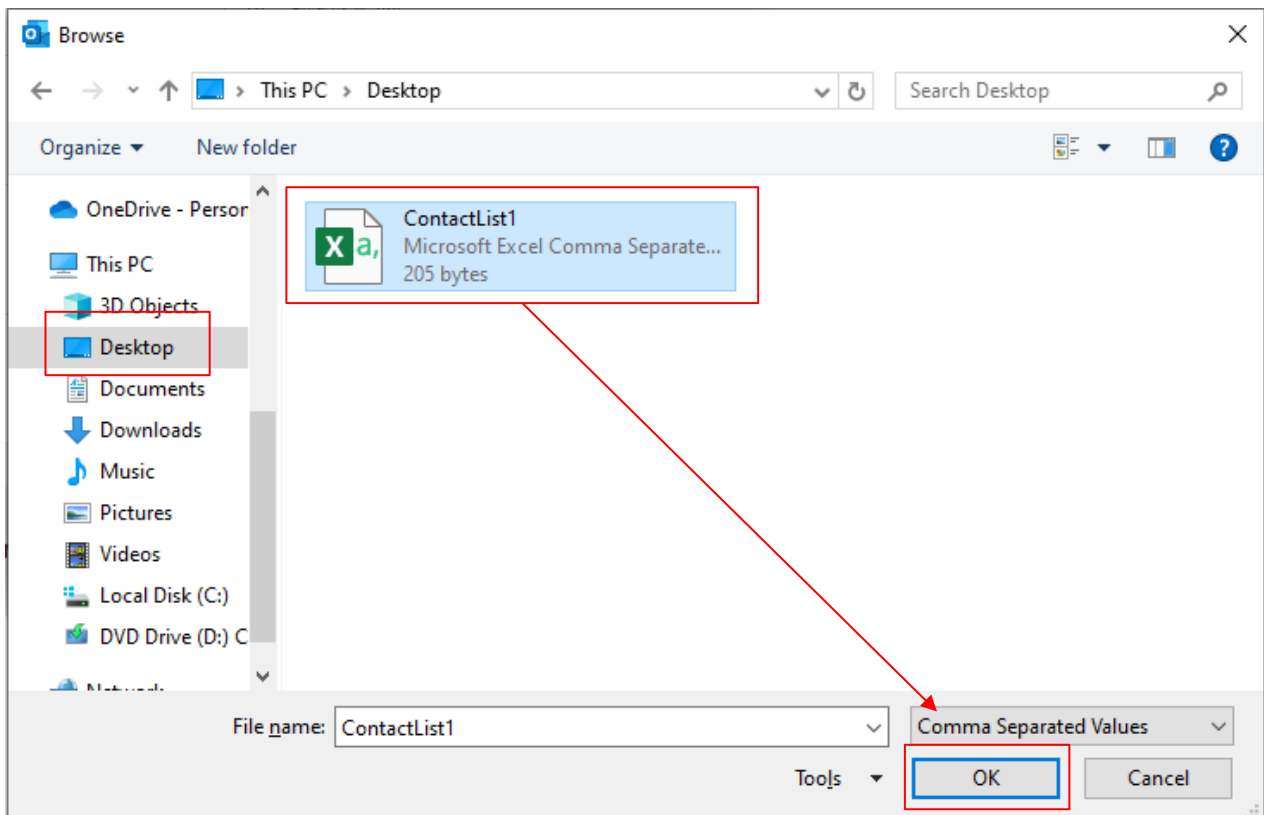 Browse
This PC > Desktop
Search Desktop
Organize
New folder
OneDrive - Person
This PC
3D Objects
Desktop
Documents
Downloads
Music
Pictures
Videos
Local Disk (C:)
DVD Drive (D:) C
Network
ContactList1
Microsoft Excel Comma Separate...
205 bytes
File name: ContactList1
Comma Separated Values
Tools
OK
Cancel